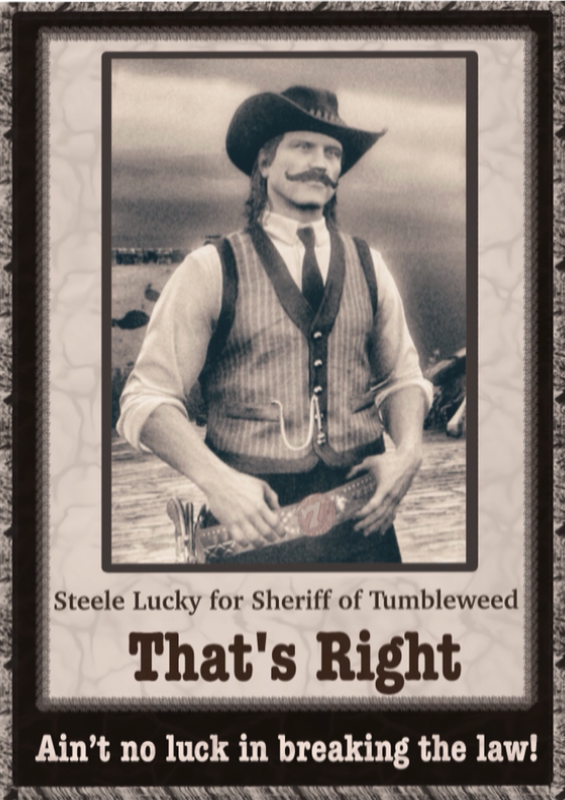 Steele Lucky for Sheriff of Tumbleweed
That's Right
Ain’t no luck in breaking the law!